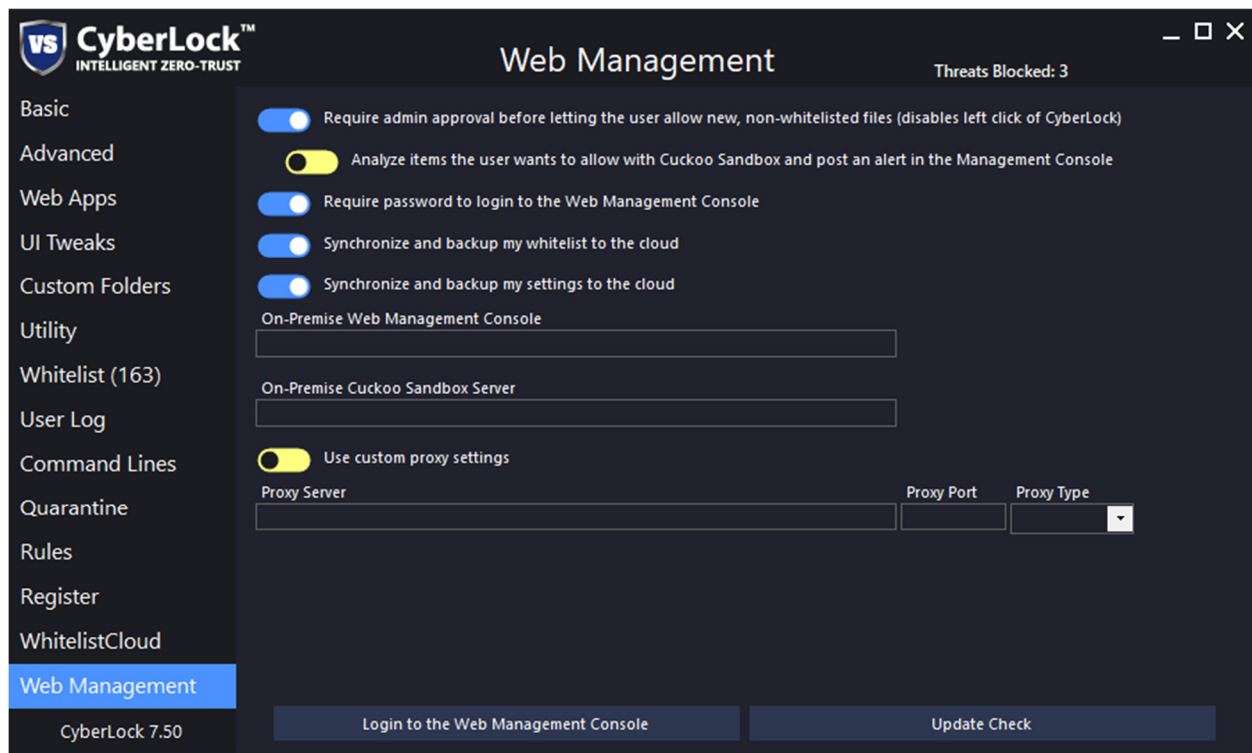 VS CyberLock™
INTELLIGENT ZERO-TRUST
Web Management
Threats Blocked: 3
Basic
Advanced
Web Apps
UI Tweaks
Custom Folders
Utility
Whitelist (163)
User Log
Command Lines
Quarantine
Rules
Register
WhitelistCloud
Web Management
CyberLock 7.50
Require admin approval before letting the user allow new, non-whitelisted files (disables left click of CyberLock)
Analyze items the user wants to allow with Cuckoo Sandbox and post an alert in the Management Console
Require password to login to the Web Management Console
Synchronize and backup my whitelist to the cloud
Synchronize and backup my settings to the cloud
On-Premise Web Management Console
On-Premise Cuckoo Sandbox Server
Use custom proxy settings
Proxy Server Proxy Port Proxy Type
Login to the Web Management Console Update Check